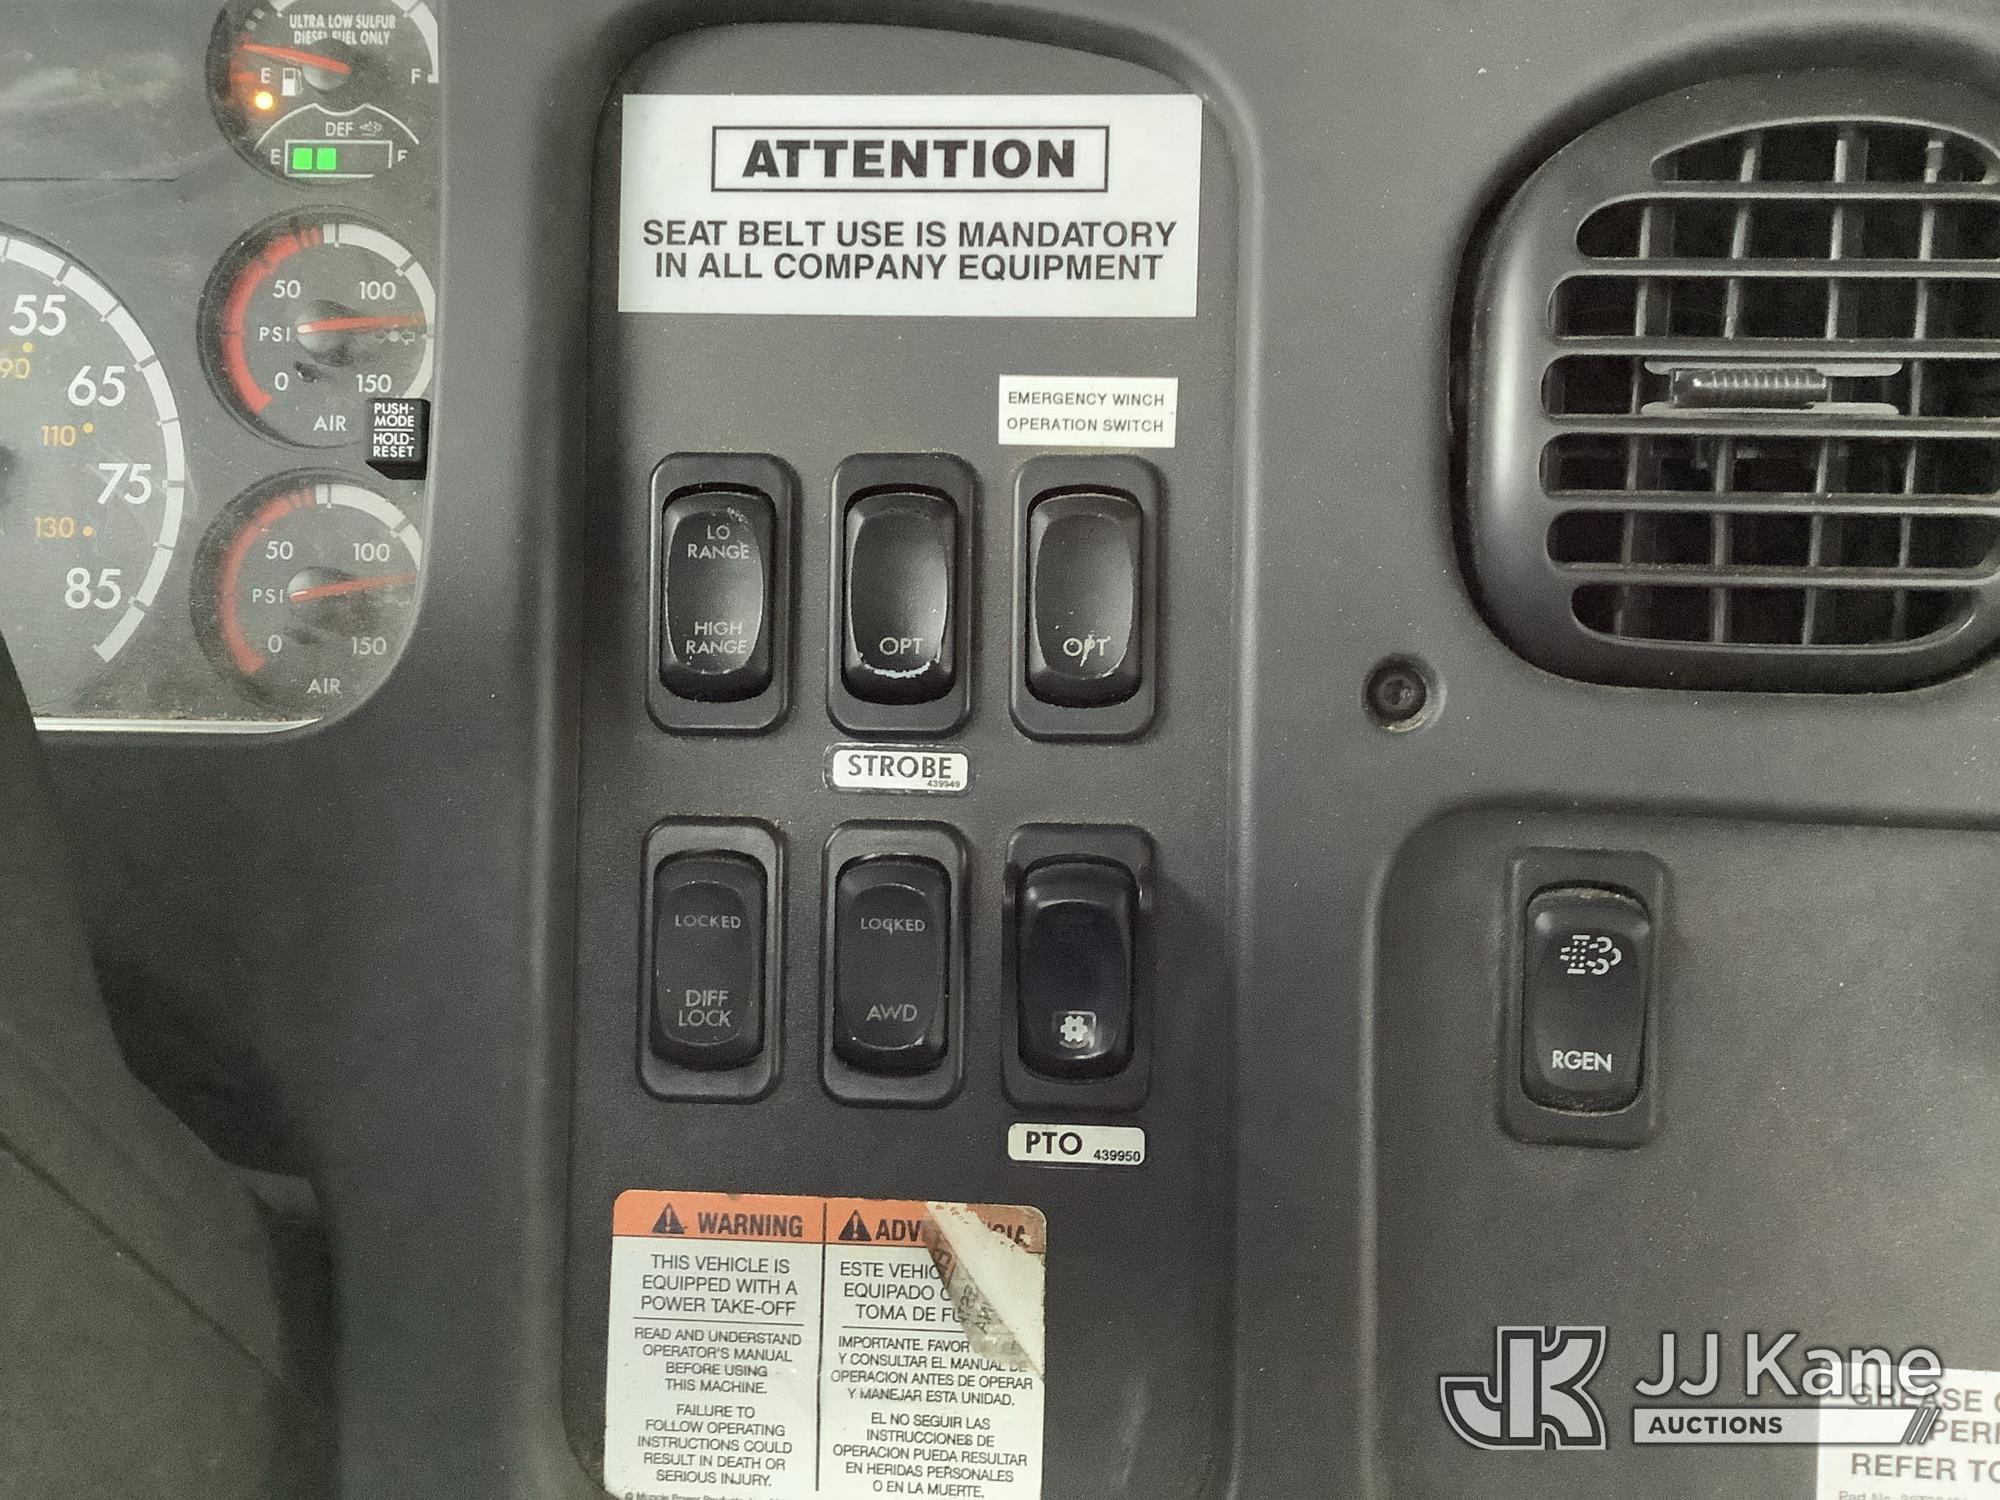 ULTRA LOW SULFUR
DIESEL FUEL ONLY
E F
DEF
E F
50 100
PSI
0 150
AIR
PUSH-
MODE
HOLD-
RESET
50 100
PSI
0 150
AIR
55
90
65
110
75
130
85
ATTENTION
SEAT BELT USE IS MANDATORY
IN ALL COMPANY EQUIPMENT
EMERGENCY WINCH
OPERATION SWITCH
LO
RANGE
HIGH
RANGE
OPT
OPT
STROBE
439949
LOCKED
DIFF
LOCK
LOCKED
AWD
PTO 439950
RGEN
WARNING
THIS VEHICLE IS
EQUIPPED WITH A
POWER TAKE-OFF
READ AND UNDERSTAND
OPERATOR'S MANUAL
BEFORE USING
THIS MACHINE.
FAILURE TO
FOLLOW OPERATING
INSTRUCTIONS COULD
RESULT IN DEATH OR
SERIOUS INJURY.
ESTE
EQUIPADO
TOMA DE
IMPORTANTE. FAVOR
Y CONSULTAR EL MANUAL DE
OPERACION ANTES DE OPERAR
Y MANEJAR ESTA UNIDAD.
EL NO SEGUIR LAS
INSTRUCCIONES DE
OPERACION PUEDA RESULTAR
EN HERIDAS PERSONALES
O EN LA MUERTE.
JK JJ Kane
AUCTIONS
REFER TO